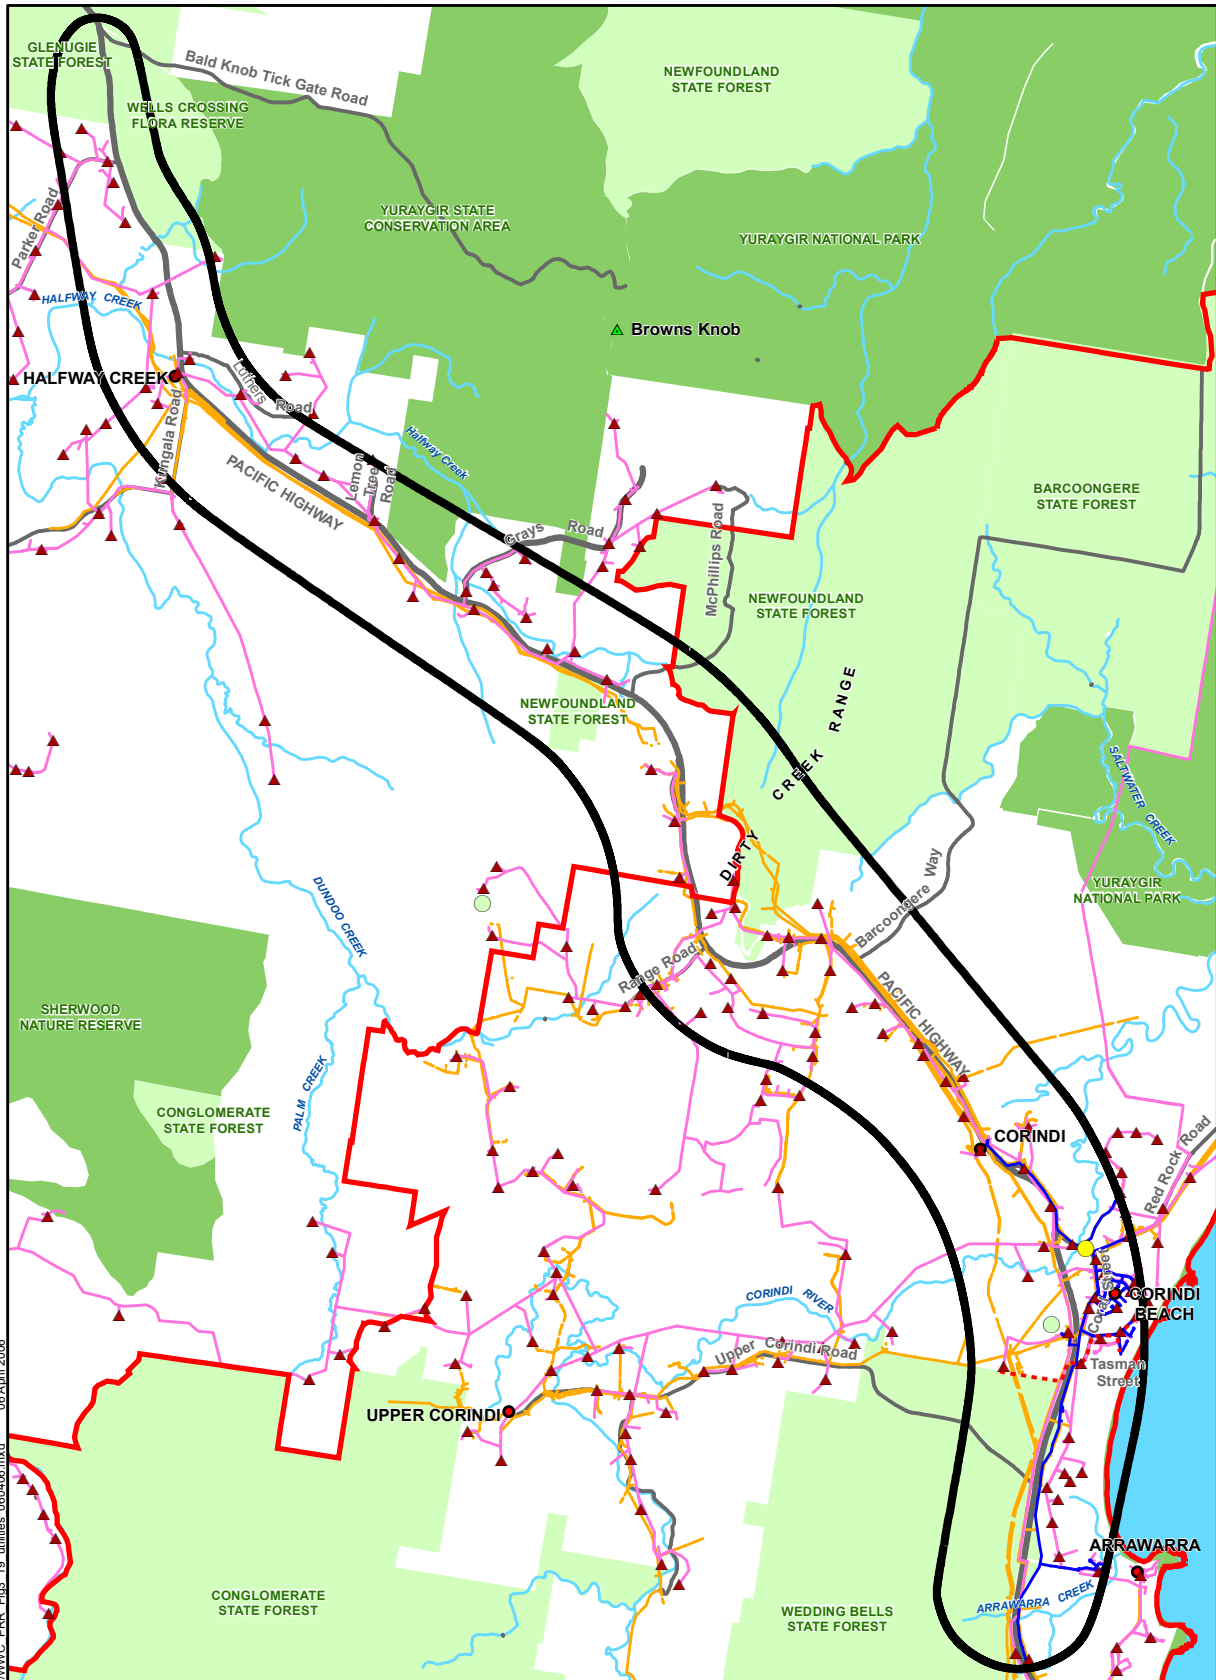 GLENUGIE
STATE FOREST
Bald Knob Tick Gate Road
NEWFOUNDLAND
STATE FOREST
WELLS CROSSING
FLORA RESERVE
YURAYGIR STATE
CONSERVATION AREA
YURAYGIR NATIONAL PARK
Parker Road
HALFWAY CREEK
Browns Knob
HALFWAY CREEK
Luthers Road
Kungala Road
PACIFIC HIGHWAY
Lemon
Tree
Road
Halfway Creek
Grays Road
McPhillips Road
BARCOONGERE
STATE FOREST
NEWFOUNDLAND
STATE FOREST
NEWFOUNDLAND
STATE FOREST
DIRTY CREEK RANGE
SALTWATER CREEK
DUNDOO CREEK
Barcoongere Way
YURAYGIR
NATIONAL PARK
Range Road
PACIFIC HIGHWAY
SHERWOOD
NATURE RESERVE
PALM CREEK
CONGLOMERATE
STATE FOREST
CORINDI
Red Rock Road
CORINDI RIVER
Coral Street
CORINDI
BEACH
Upper Corindi Road
Tasman
Street
UPPER CORINDI
ARRAWARRA
ARRAWARRA CREEK
CONGLOMERATE
STATE FOREST
WEDDING BELLS
STATE FOREST